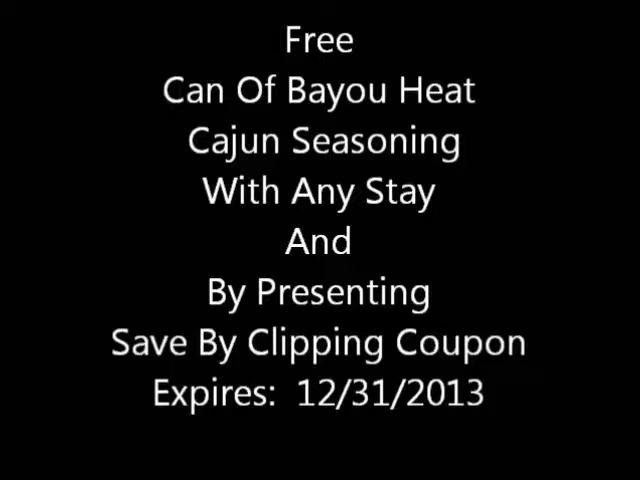 Free
Can Of Bayou Heat
Cajun Seasoning
With Any Stay
And
By Presenting
Save By Clipping Coupon
Expires:  12/31/2013